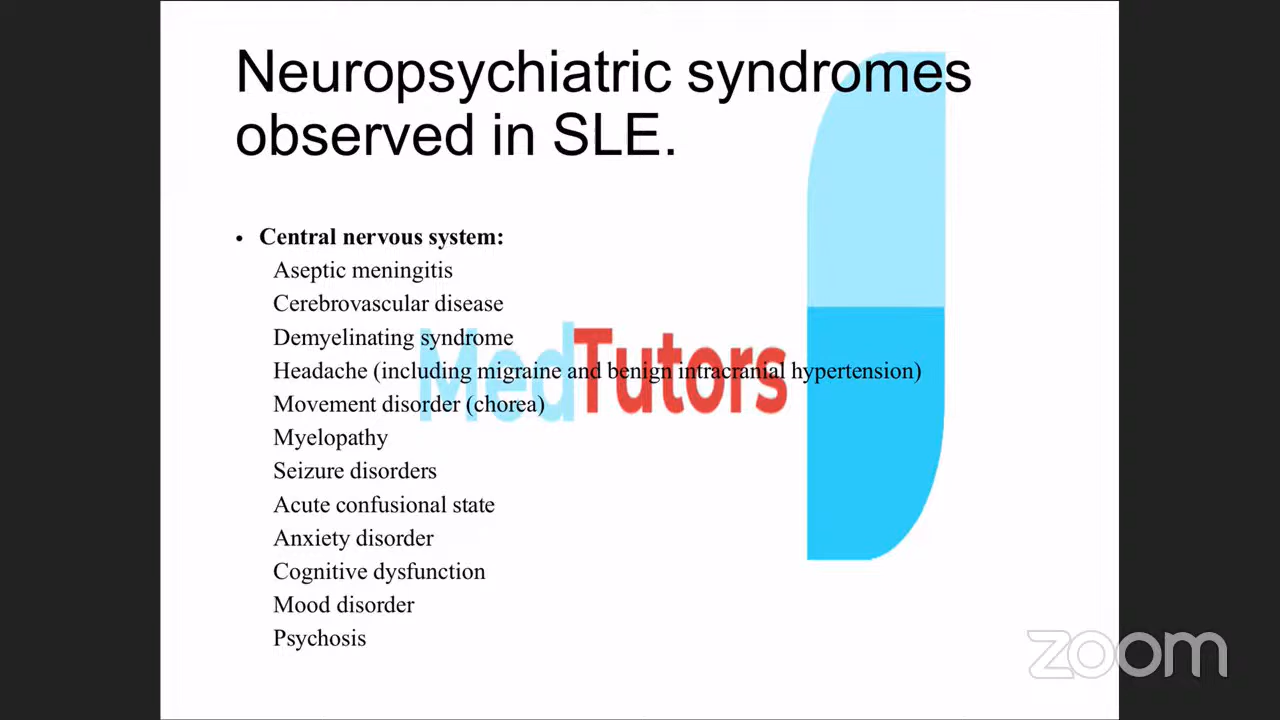 Neuropsychiatric syndromes
observed in SLE.
• Central nervous system:
Aseptic meningitis
Cerebrovascular disease
Demyelinating syndrome
Headache (including migraine and benign intracranial hypertension)
Movement disorder (chorea)
Myelopathy
Seizure disorders
Acute confusional state
Anxiety disorder
Cognitive dysfunction
Mood disorder
Psychosis
MedTutors
zoom